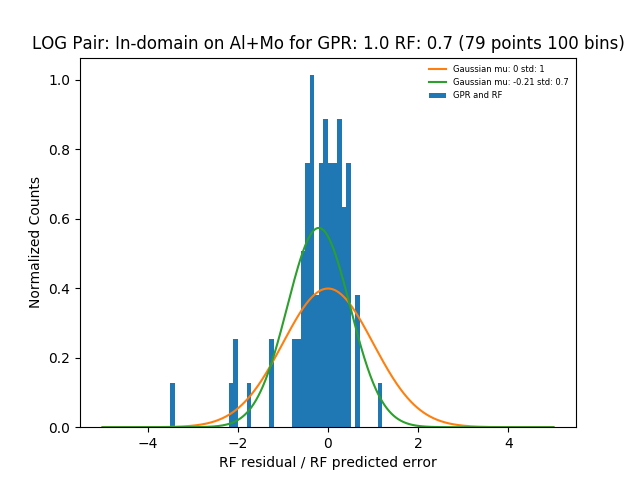 LOG Pair: In-domain on Al+Mo for GPR: 1.0 RF: 0.7 (79 points 100 bins)
Gaussian mu: 0 std: 1
Gaussian mu: -0.21 std: 0.7
GPR and RF
1.0
0.8
0.6
0.4
0.2
0.0
Normalized Counts
−4
−2
0
2
4
RF residual / RF predicted error